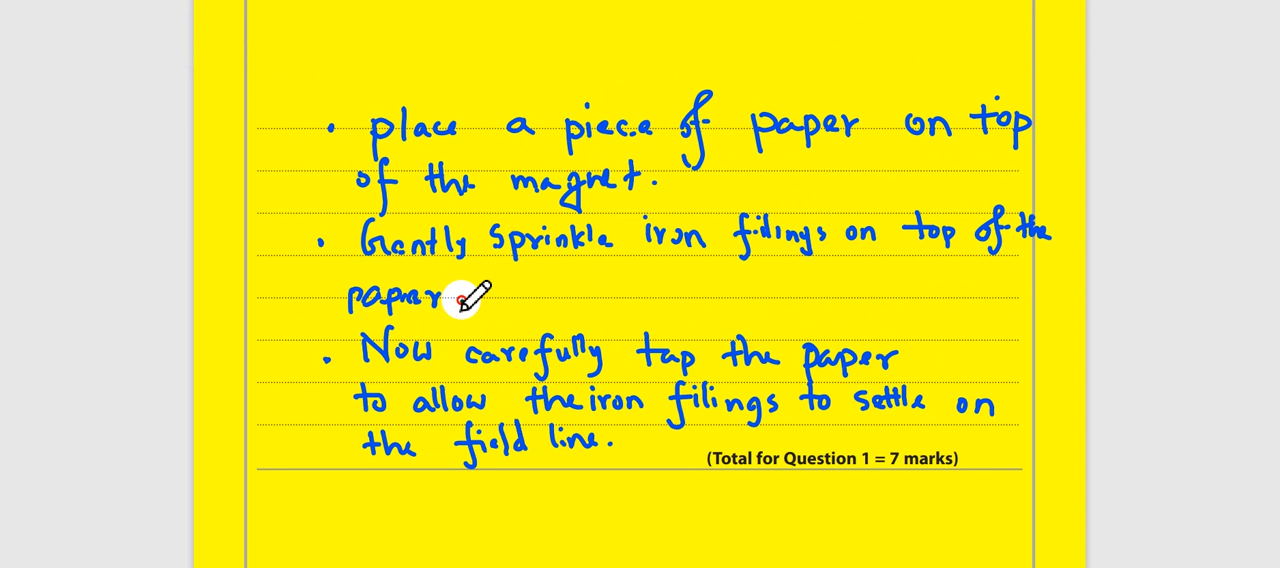 • place a piece of paper on top
of the magnet.
• Gently sprinkle iron filings on top of the
paper
• Now carefully tap the paper
to allow the iron filings to settle on
the field line.
(Total for Question 1 = 7 marks)